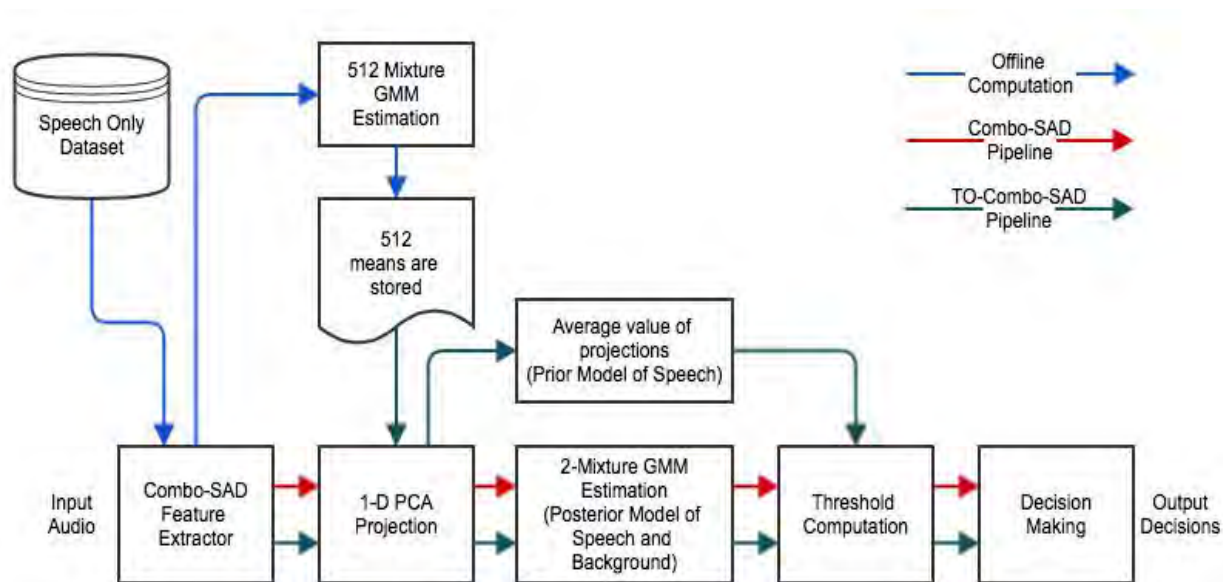 Speech Only
Dataset
512 Mixture
GMM
Estimation
Offline
Computation
Combo-SAD
Pipeline
TO-Combo-SAD
Pipeline
512
means are
stored
Average value of
projections
(Prior Model of Speech)
Input
Audio
Combo-SAD
Feature
Extractor
1-D PCA
Projection
2-Mixture GMM
Estimation
(Posterior Model of
Speech and
Background)
Threshold
Computation
Decision
Making
Output
Decisions